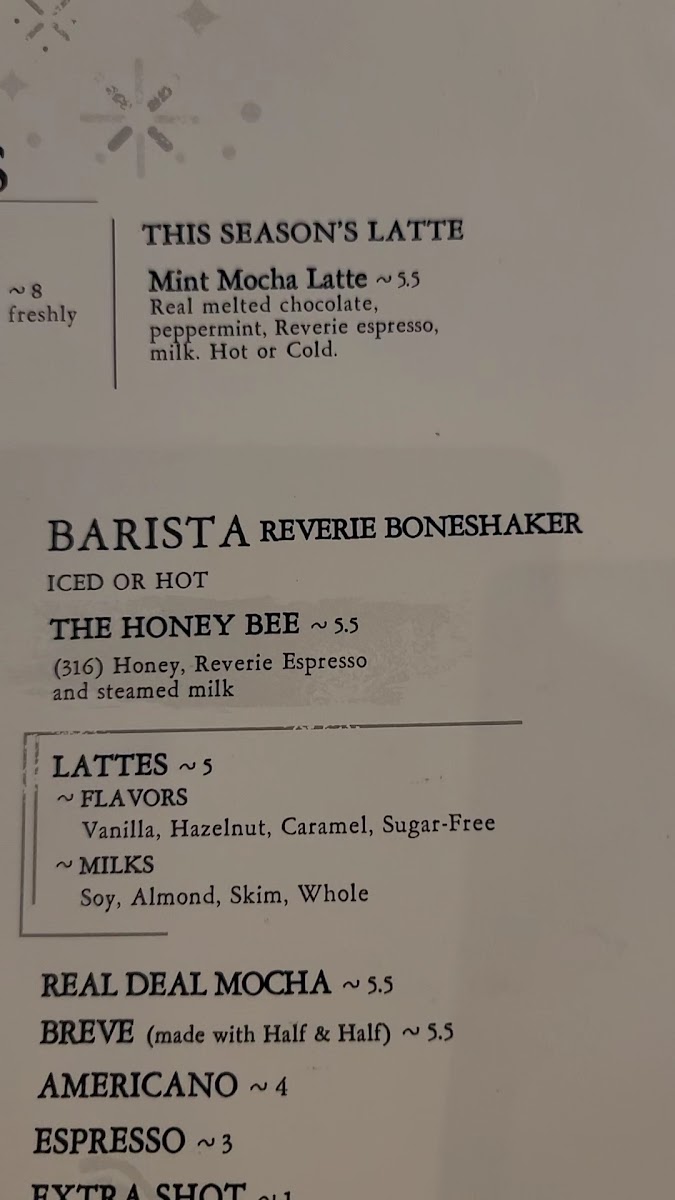 S
~ 8
freshly
THIS SEASON'S LATTE
Mint Mocha Latte ~ 5.5
Real melted chocolate,
peppermint, Reverie espresso,
milk. Hot or Cold.
BARISTA REVERIE BONESHAKER
ICED OR HOT
THE HONEY BEE ~ 5.5
(316) Honey, Reverie Espresso
and steamed milk
LATTES ~ 5
~ FLAVORS
Vanilla, Hazelnut, Caramel, Sugar-Free
~ MILKS
Soy, Almond, Skim, Whole
REAL DEAL MOCHA ~ 5.5
BREVE (made with Half & Half) ~ 5.5
AMERICANO ~ 4
ESPRESSO ~ 3
EXTRA SHOT ~ 1